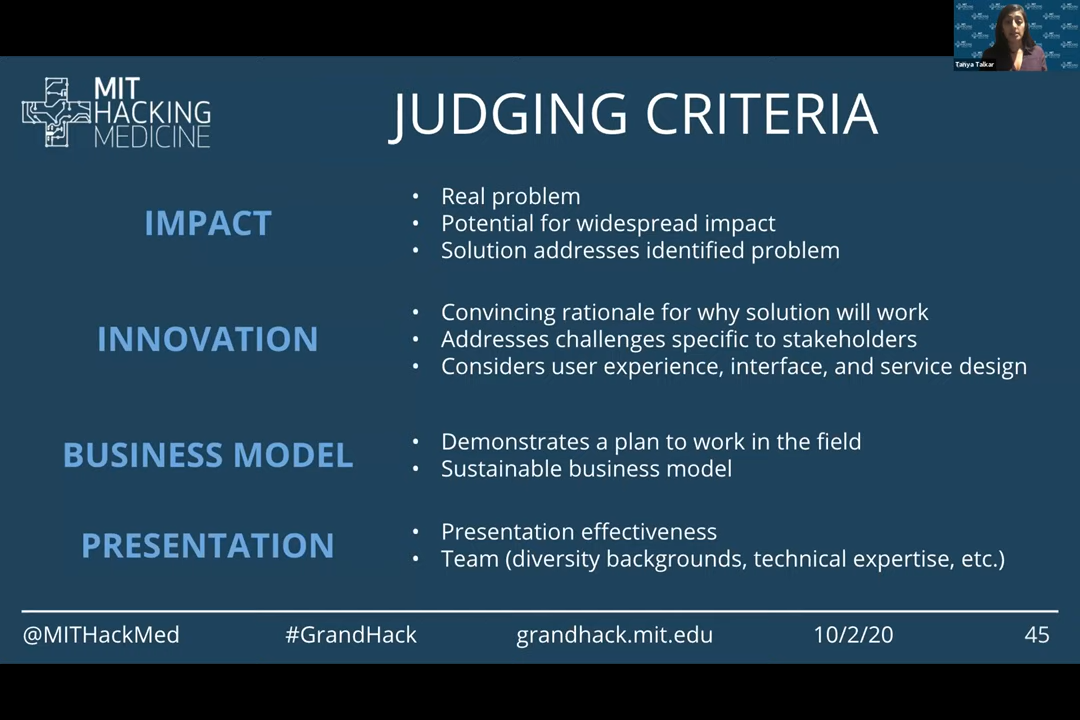 Tanya Talkar
MIT
HACKING
MEDICINE
JUDGING CRITERIA
IMPACT
• Real problem
• Potential for widespread impact
• Solution addresses identified problem
INNOVATION
• Convincing rationale for why solution will work
• Addresses challenges specific to stakeholders
• Considers user experience, interface, and service design
BUSINESS MODEL
• Demonstrates a plan to work in the field
• Sustainable business model
PRESENTATION
• Presentation effectiveness
• Team (diversity backgrounds, technical expertise, etc.)
@MITHackMed #GrandHack grandhack.mit.edu 10/2/20 45